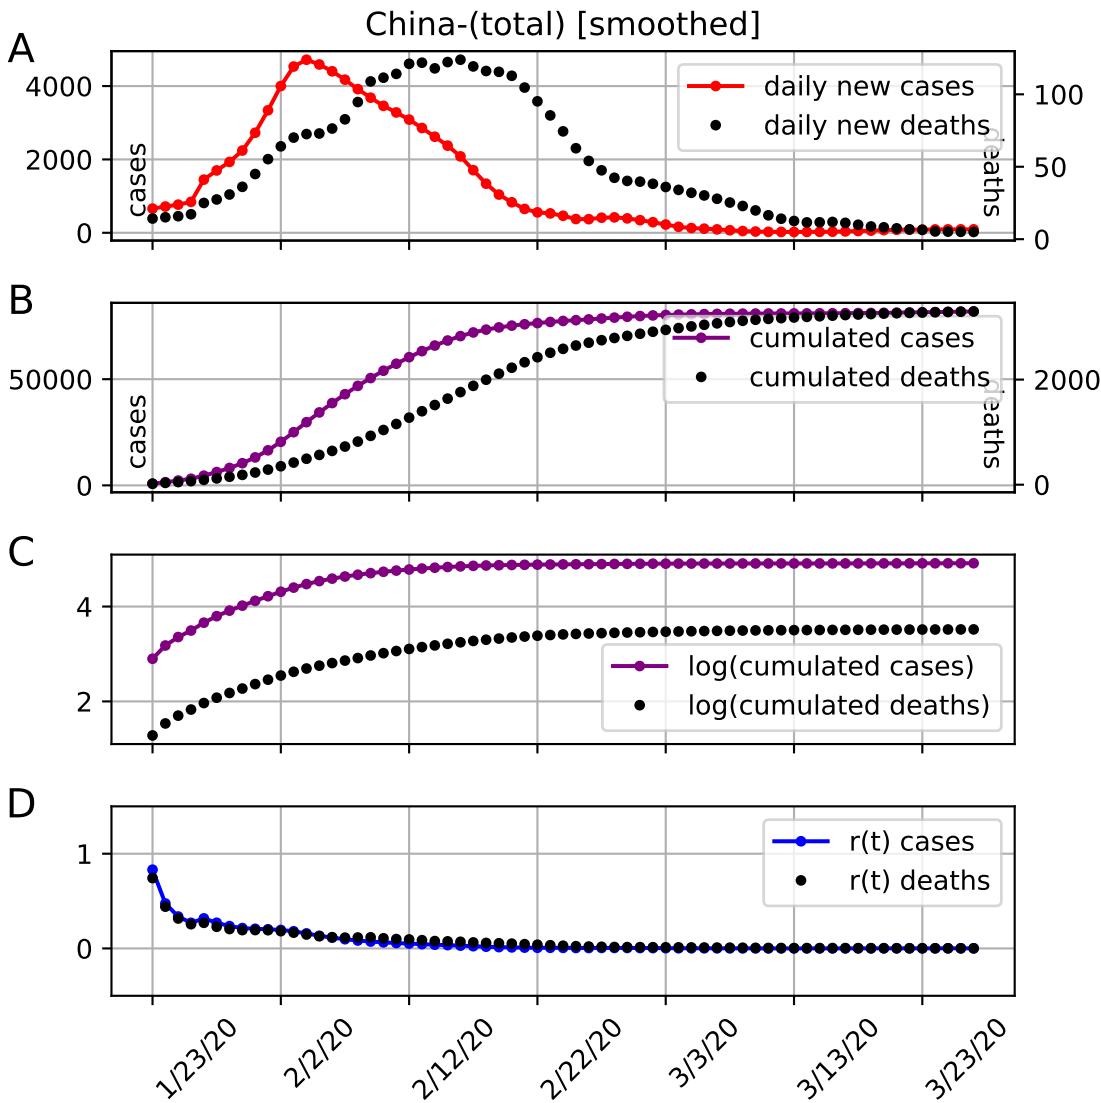 China-(total) [smoothed]
A
4000
2000
0
cases
daily new cases
daily new deaths
100
50
0
deaths
B
50000
0
cases
cumulated cases
cumulated deaths
2000
0
deaths
C
4
2
log(cumulated cases)
log(cumulated deaths)
D
1
0
r(t) cases
r(t) deaths
1/23/20
2/2/20
2/12/20
2/22/20
3/3/20
3/13/20
3/23/20